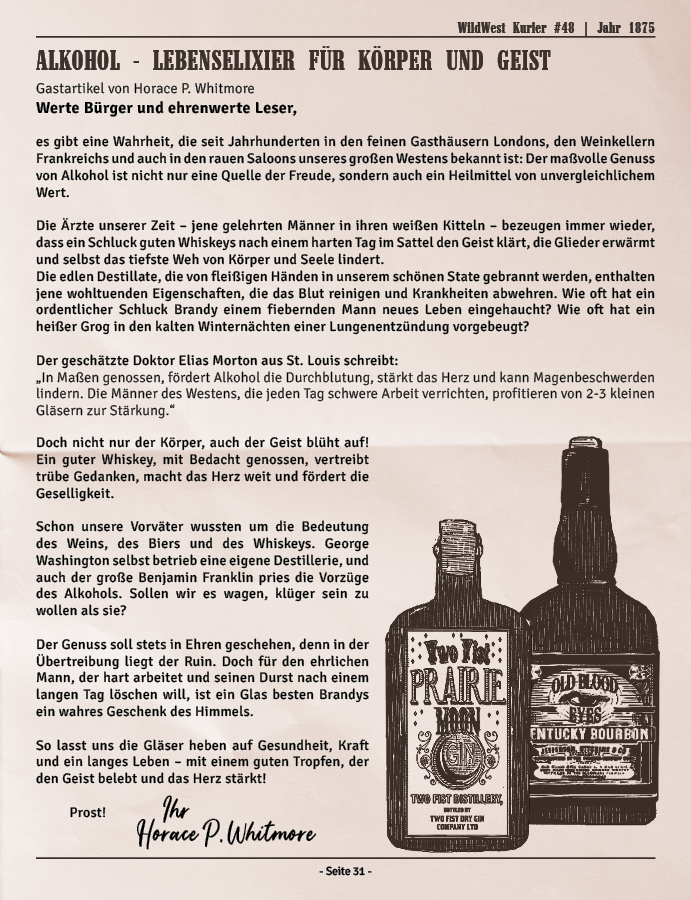 WildWest Kurier #48 | Jahr 1875
ALKOHOL - LEBENSELIXIER FÜR KÖRPER UND GEIST
Gastartikel von Horace P. Whitmore
Werte Bürger und ehrenwerte Leser,
es gibt eine Wahrheit, die seit Jahrhunderten in den feinen Gasthäusern Londons, den Weinkellern
Frankreichs und auch in den rauen Saloons unseres großen Westens bekannt ist: Der maßvolle Genuss
von Alkohol ist nicht nur eine Quelle der Freude, sondern auch ein Heilmittel von unvergleichlichem
Wert.
Die Ärzte unserer Zeit – jene gelehrten Männer in ihren weißen Kitteln – bezeugen immer wieder,
dass ein Schluck guten Whiskeys nach einem harten Tag im Sattel den Geist klärt, die Glieder erwärmt
und selbst das tiefste Weh von Körper und Seele lindert.
Die edlen Destillate, die von fleißigen Händen in unserem schönen State gebrannt werden, enthalten
jene wohltuenden Eigenschaften, die das Blut reinigen und Krankheiten abwehren. Wie oft hat ein
ordentlicher Schluck Brandy einem fiebernden Mann neues Leben eingehaucht? Wie oft hat ein
heißer Grog in den kalten Winternächten einer Lungenentzündung vorgebeugt?
Der geschätzte Doktor Elias Morton aus St. Louis schreibt:
„In Maßen genossen, fördert Alkohol die Durchblutung, stärkt das Herz und kann Magenbeschwerden
lindern. Die Männer des Westens, die jeden Tag schwere Arbeit verrichten, profitieren von 2-3 kleinen
Gläsern zur Stärkung.“
Doch nicht nur der Körper, auch der Geist blüht auf!
Ein guter Whiskey, mit Bedacht genossen, vertreibt
trübe Gedanken, macht das Herz weit und fördert die
Geselligkeit.
Schon unsere Vorväter wussten um die Bedeutung
des Weins, des Biers und des Whiskeys. George
Washington selbst betrieb eine eigene Destillerie, und
auch der große Benjamin Franklin pries die Vorzüge
des Alkohols. Sollen wir es wagen, klüger sein zu
wollen als sie?
Der Genuss soll stets in Ehren geschehen, denn in der
Übertreibung liegt der Ruin. Doch für den ehrlichen
Mann, der hart arbeitet und seinen Durst nach einem
langen Tag löschen will, ist ein Glas besten Brandys
ein wahres Geschenk des Himmels.
So lasst uns die Gläser heben auf Gesundheit, Kraft
und ein langes Leben – mit einem guten Tropfen, der
den Geist belebt und das Herz stärkt!
Prost!
Ihr
Horace P. Whitmore
Two Fist
PRAIRIE
MOON
GIN
TWO FIST DISTILLERY,
BOTTLED BY
TWO FIST DRY GIN
COMPANY LTD
OLD BLOOD
EYES
ENTUCKY BOURBON
- Seite 31 -